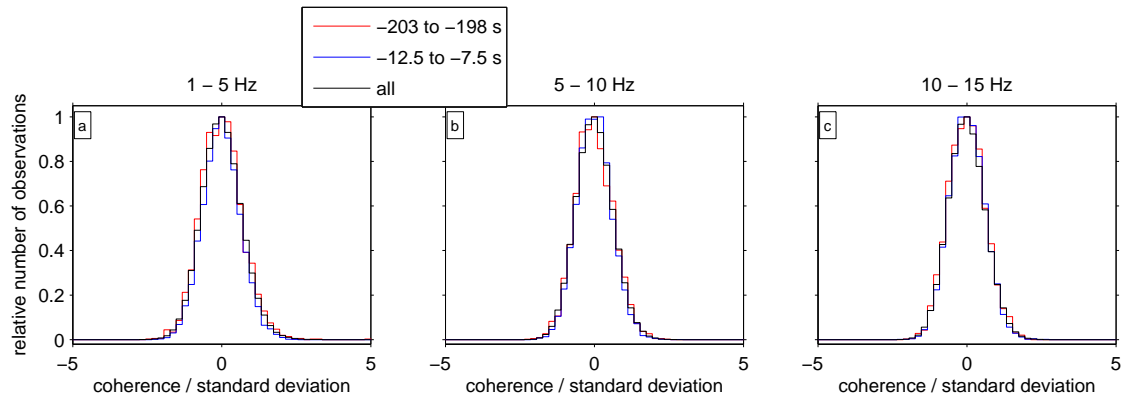 −203 to −198 s
−12.5 to −7.5 s
all
1 − 5 Hz
5 − 10 Hz
10 − 15 Hz
a
b
c
relative number of observations
1
0.8
0.6
0.4
0.2
0
−5 0 5
−5 0 5
−5 0 5
coherence / standard deviation
coherence / standard deviation
coherence / standard deviation